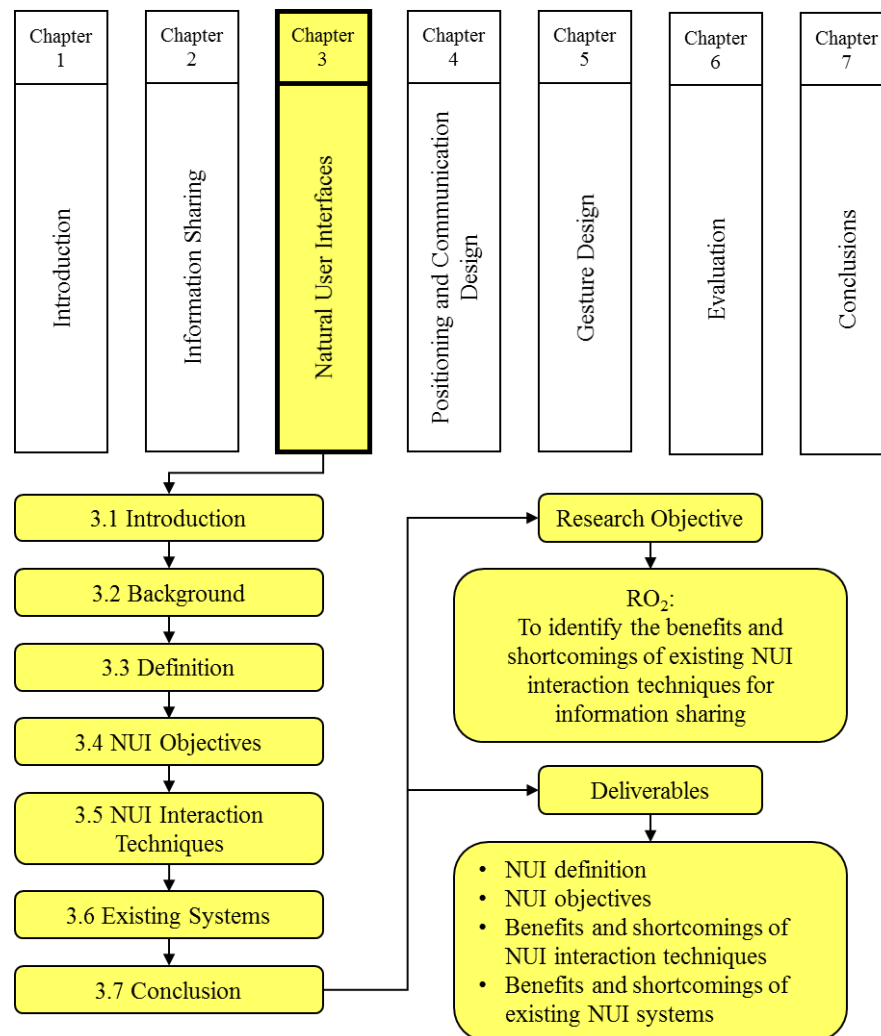 Chapter
1
Chapter
2
Chapter
3
Chapter
4
Chapter
5
Chapter
6
Chapter
7
Introduction
Information Sharing
Natural User Interfaces
Positioning and Communication
Design
Gesture Design
Evaluation
Conclusions
3.1 Introduction
3.2 Background
3.3 Definition
3.4 NUI Objectives
3.5 NUI Interaction
Techniques
3.6 Existing Systems
3.7 Conclusion
Research Objective
RO₂:
To identify the benefits and
shortcomings of existing NUI
interaction techniques for
information sharing
Deliverables
• NUI definition
• NUI objectives
• Benefits and shortcomings of
NUI interaction techniques
• Benefits and shortcomings of
existing NUI systems